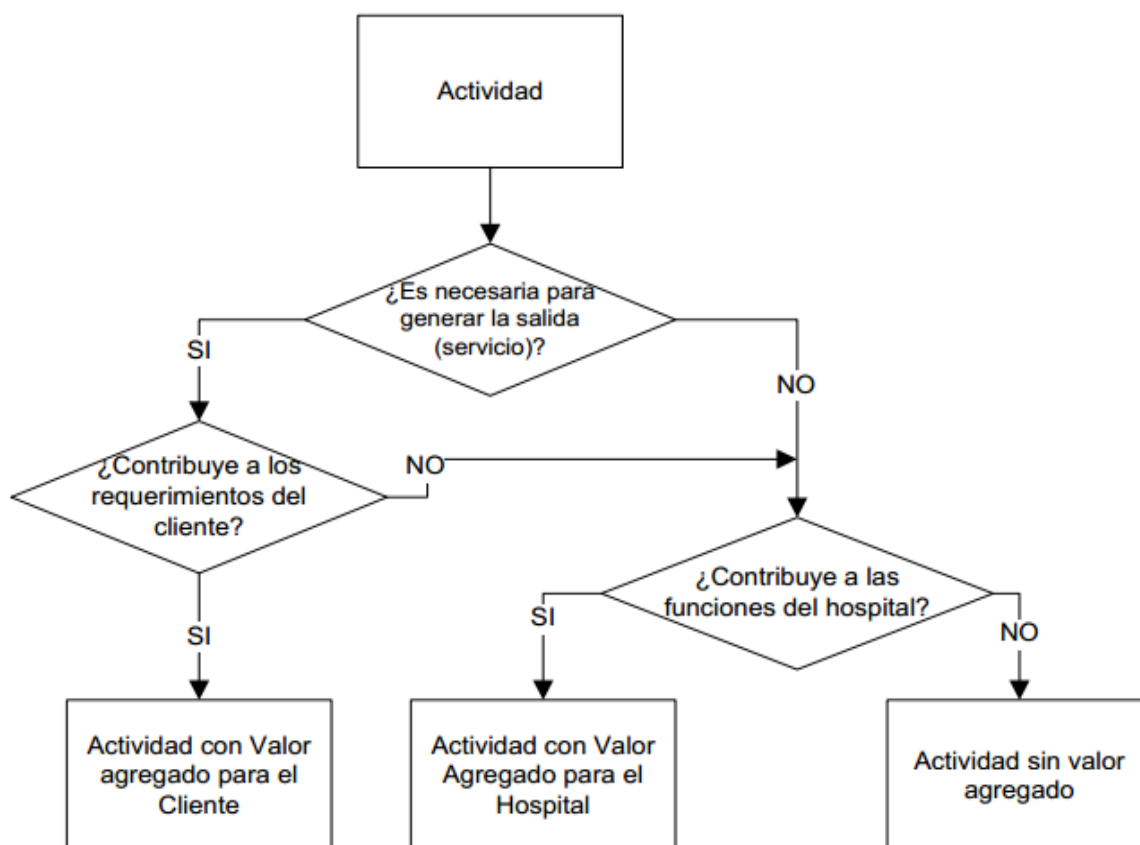 Actividad
¿Es necesaria para
generar la salida
(servicio)?
SI
NO
¿Contribuye a los
requerimientos del
cliente?
NO
¿Contribuye a las
funciones del hospital?
SI
SI
NO
Actividad con Valor
agregado para el
Cliente
Actividad con Valor
Agregado para el
Hospital
Actividad sin valor
agregado